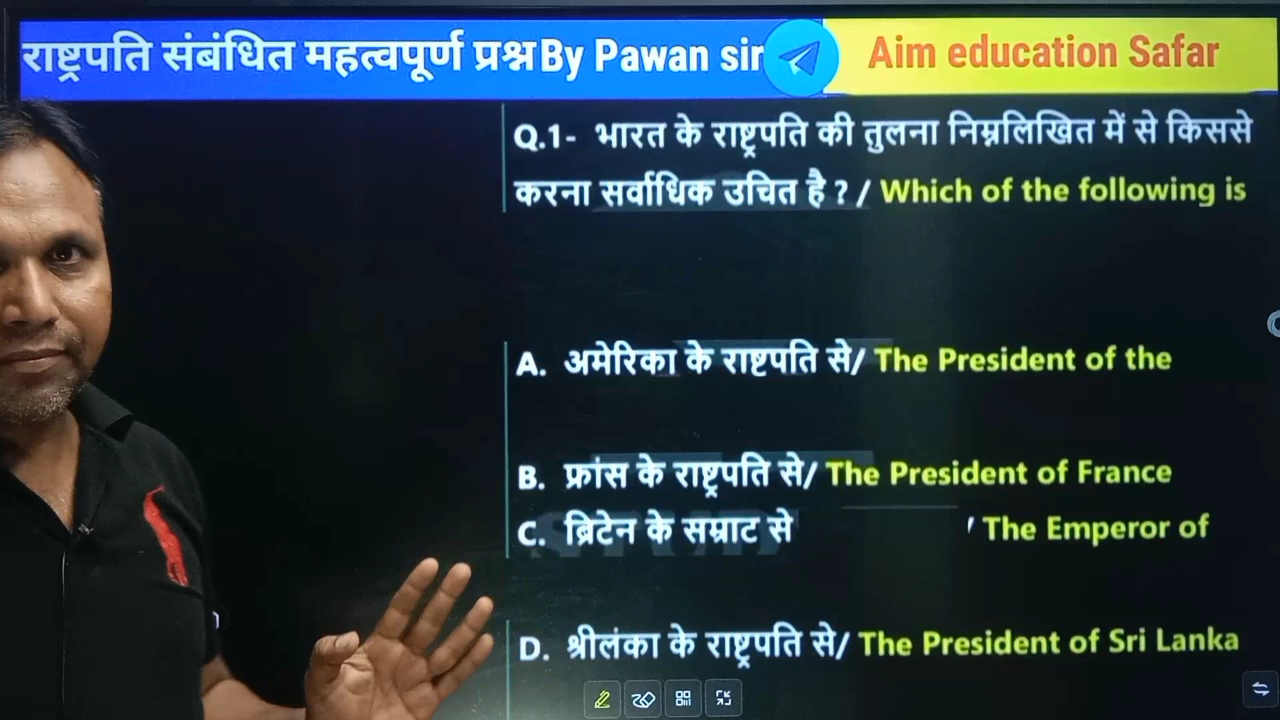 राष्ट्रपति संबंधित महत्वपूर्ण प्रश्न By Pawan sir
Aim education Safar
Q.1- भारत के राष्ट्रपति की तुलना निम्नलिखित में से किससे
करना सर्वाधिक उचित है ? / Which of the following is
A. अमेरिका के राष्टपति से/ The President of the
B. फ्रांस के राष्ट्रपति से/ The President of France
C. ब्रिटेन के सम्राट से / The Emperor of
D. श्रीलंका के राष्ट्रपति से/ The President of Sri Lanka